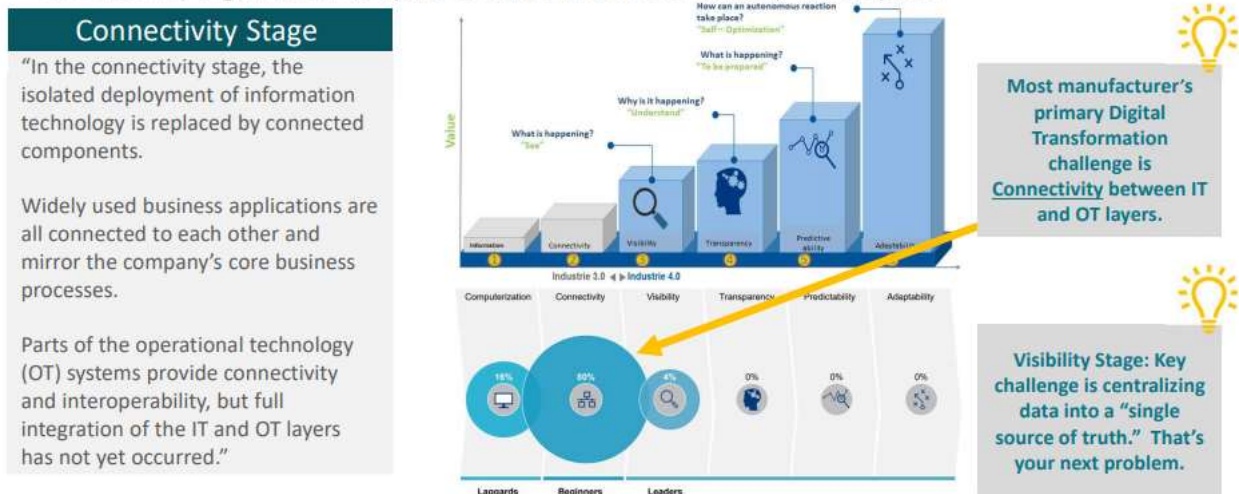 Connectivity Stage
“In the connectivity stage, the
isolated deployment of information
technology is replaced by connected
components.
Widely used business applications are
all connected to each other and
mirror the company’s core business
processes.
Parts of the operational technology
(OT) systems provide connectivity
and interoperability, but full
integration of the IT and OT layers
has not yet occurred.”
Value
How can an autonomous reaction
take place?
"Self – Optimization"
What is happening?
"To be prepared"
Why is it happening?
"Understand"
What is happening?
"See"
Information
Connectivity
Visibility
Transparency
Predictive
ability
Adaptability
1
2
3
4
5
Industrie 3.0
Industrie 4.0
Computerization
Connectivity
Visibility
Transparency
Predictability
Adaptability
16%
80%
4%
0%
0%
0%
Laggards
Beginners
Leaders
Most manufacturer’s
primary Digital
Transformation
challenge is
Connectivity between IT
and OT layers.
Visibility Stage: Key
challenge is centralizing
data into a “single
source of truth.” That’s
your next problem.